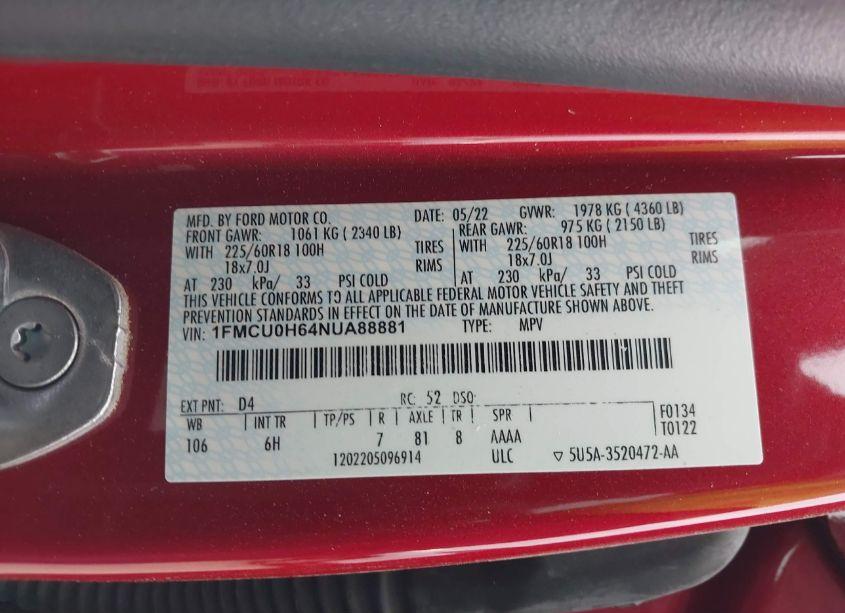 MFD. BY FORD MOTOR CO. DATE: 05/22 GVWR: 1978 KG ( 4360 LB)
FRONT GAWR: 1061 KG ( 2340 LB) REAR GAWR: 975 KG ( 2150 LB)
WITH 225/60R18 100H TIRES WITH 225/60R18 100H TIRES
18x7.0J RIMS 18x7.0J RIMS
AT 230 kPa/ 33 PSI COLD AT 230 kPa/ 33 PSI COLD
THIS VEHICLE CONFORMS TO ALL APPLICABLE FEDERAL MOTOR VEHICLE SAFETY AND THEFT
PREVENTION STANDARDS IN EFFECT ON THE DATE OF MANUFACTURE SHOWN ABOVE.
VIN: 1FMCU0H64NUA88881 TYPE: MPV
EXT PNT: D4 RC: 52 DSO:
WB INT TR TP/PS R AXLE TR SPR F0134
106 6H 7 81 8 AAAA T0122
1202205096914 ULC ▽ 5U5A-3520472-AA